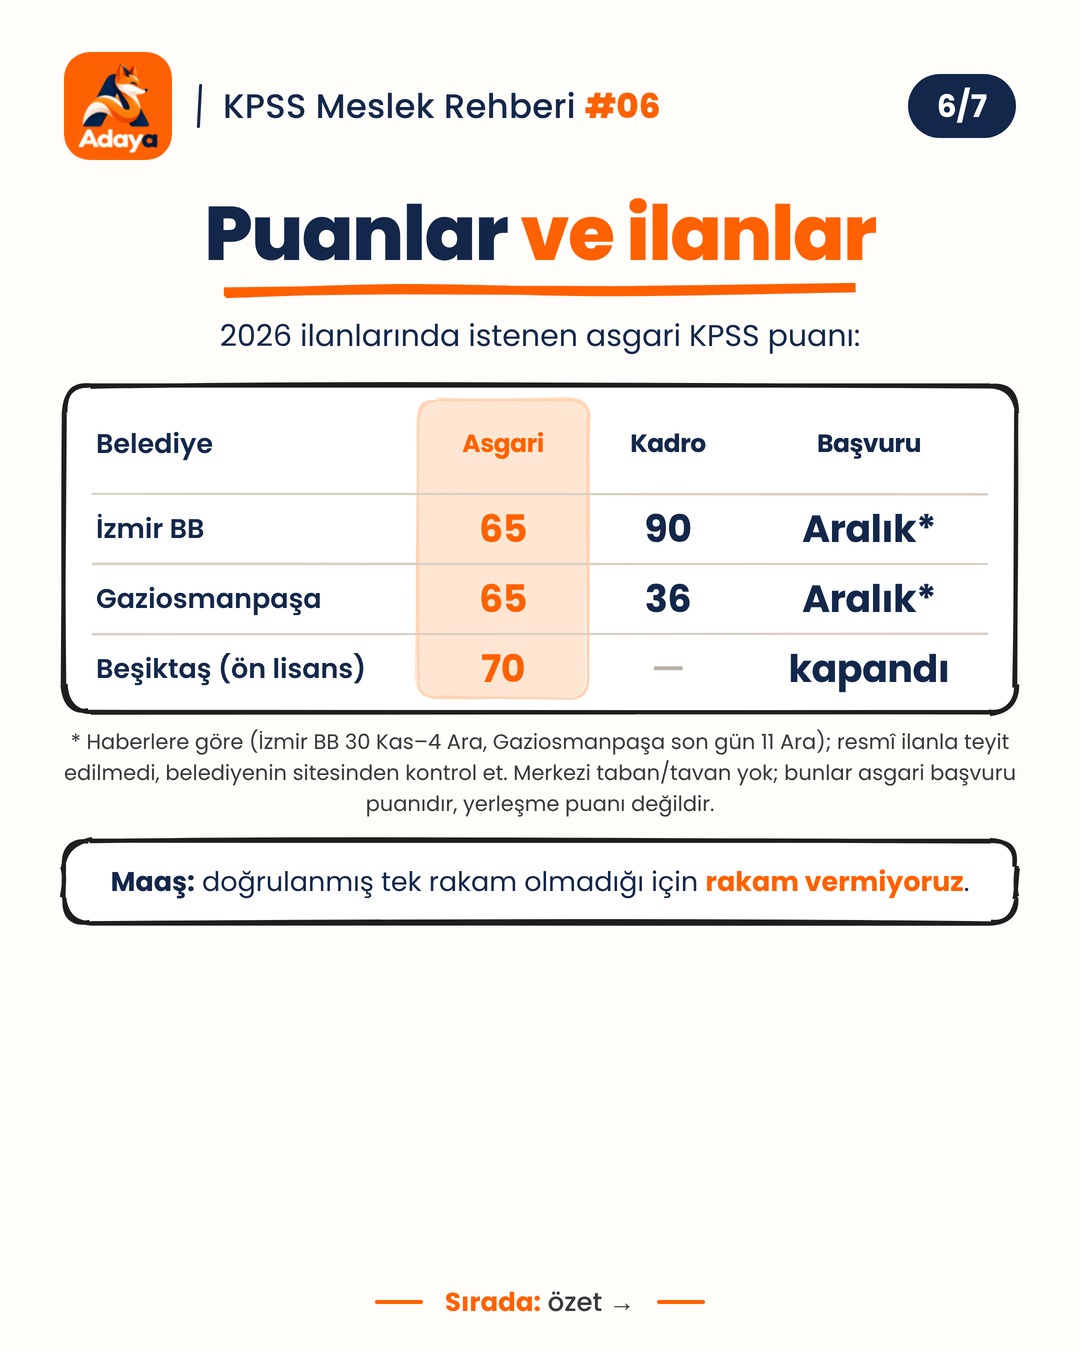 Adaya
KPSS Meslek Rehberi #06
6/7
Puanlar ve ilanlar
2026 ilanlarında istenen asgari KPSS puanı:
Belediye Asgari Kadro Başvuru
İzmir BB 65 90 Aralık*
Gaziosmanpaşa 65 36 Aralık*
Beşiktaş (ön lisans) 70 — kapandı
* Haberlere göre (İzmir BB 30 Kas–4 Ara, Gaziosmanpaşa son gün 11 Ara); resmî ilanla teyit
edilmedi, belediyenin sitesinden kontrol et. Merkezi taban/tavan yok; bunlar asgari başvuru
puanıdır, yerleşme puanı değildir.
Maaş: doğrulanmış tek rakam olmadığı için rakam vermiyoruz.
Sırada: özet →